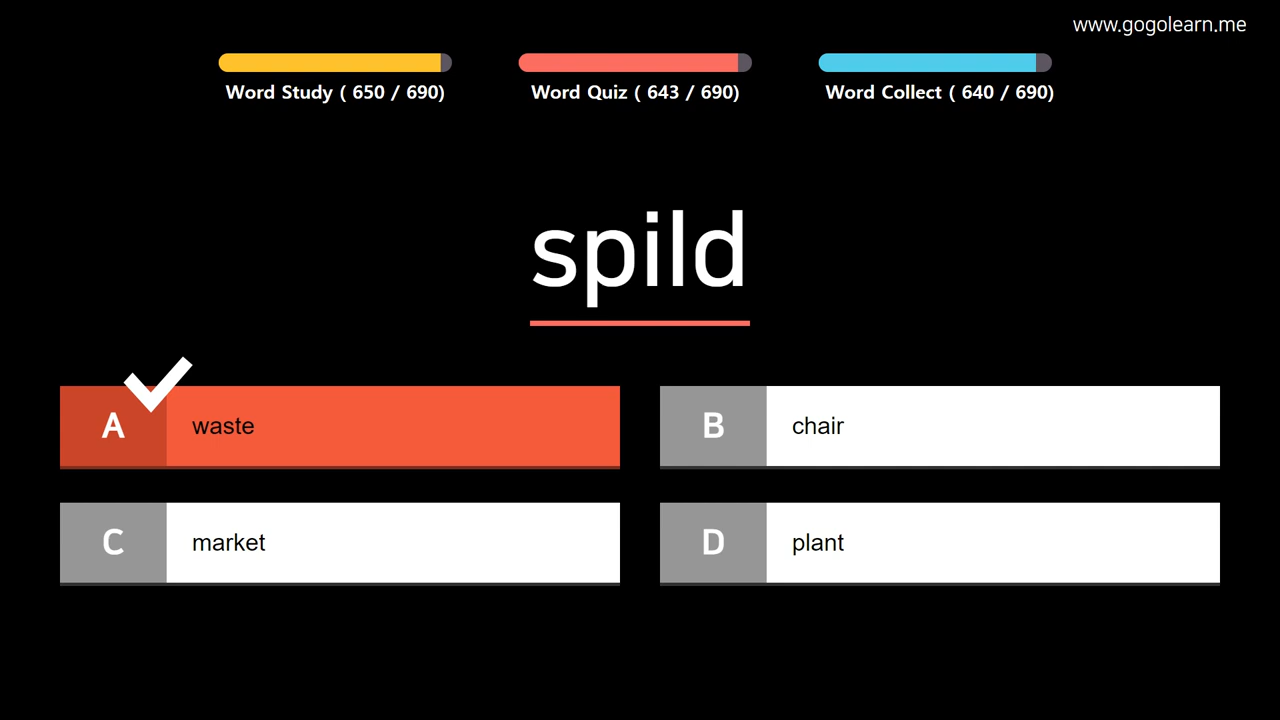 www.gogolearn.me
Word Study ( 650 / 690)
Word Quiz ( 643 / 690)
Word Collect ( 640 / 690)
spild
A waste
B chair
C market
D plant